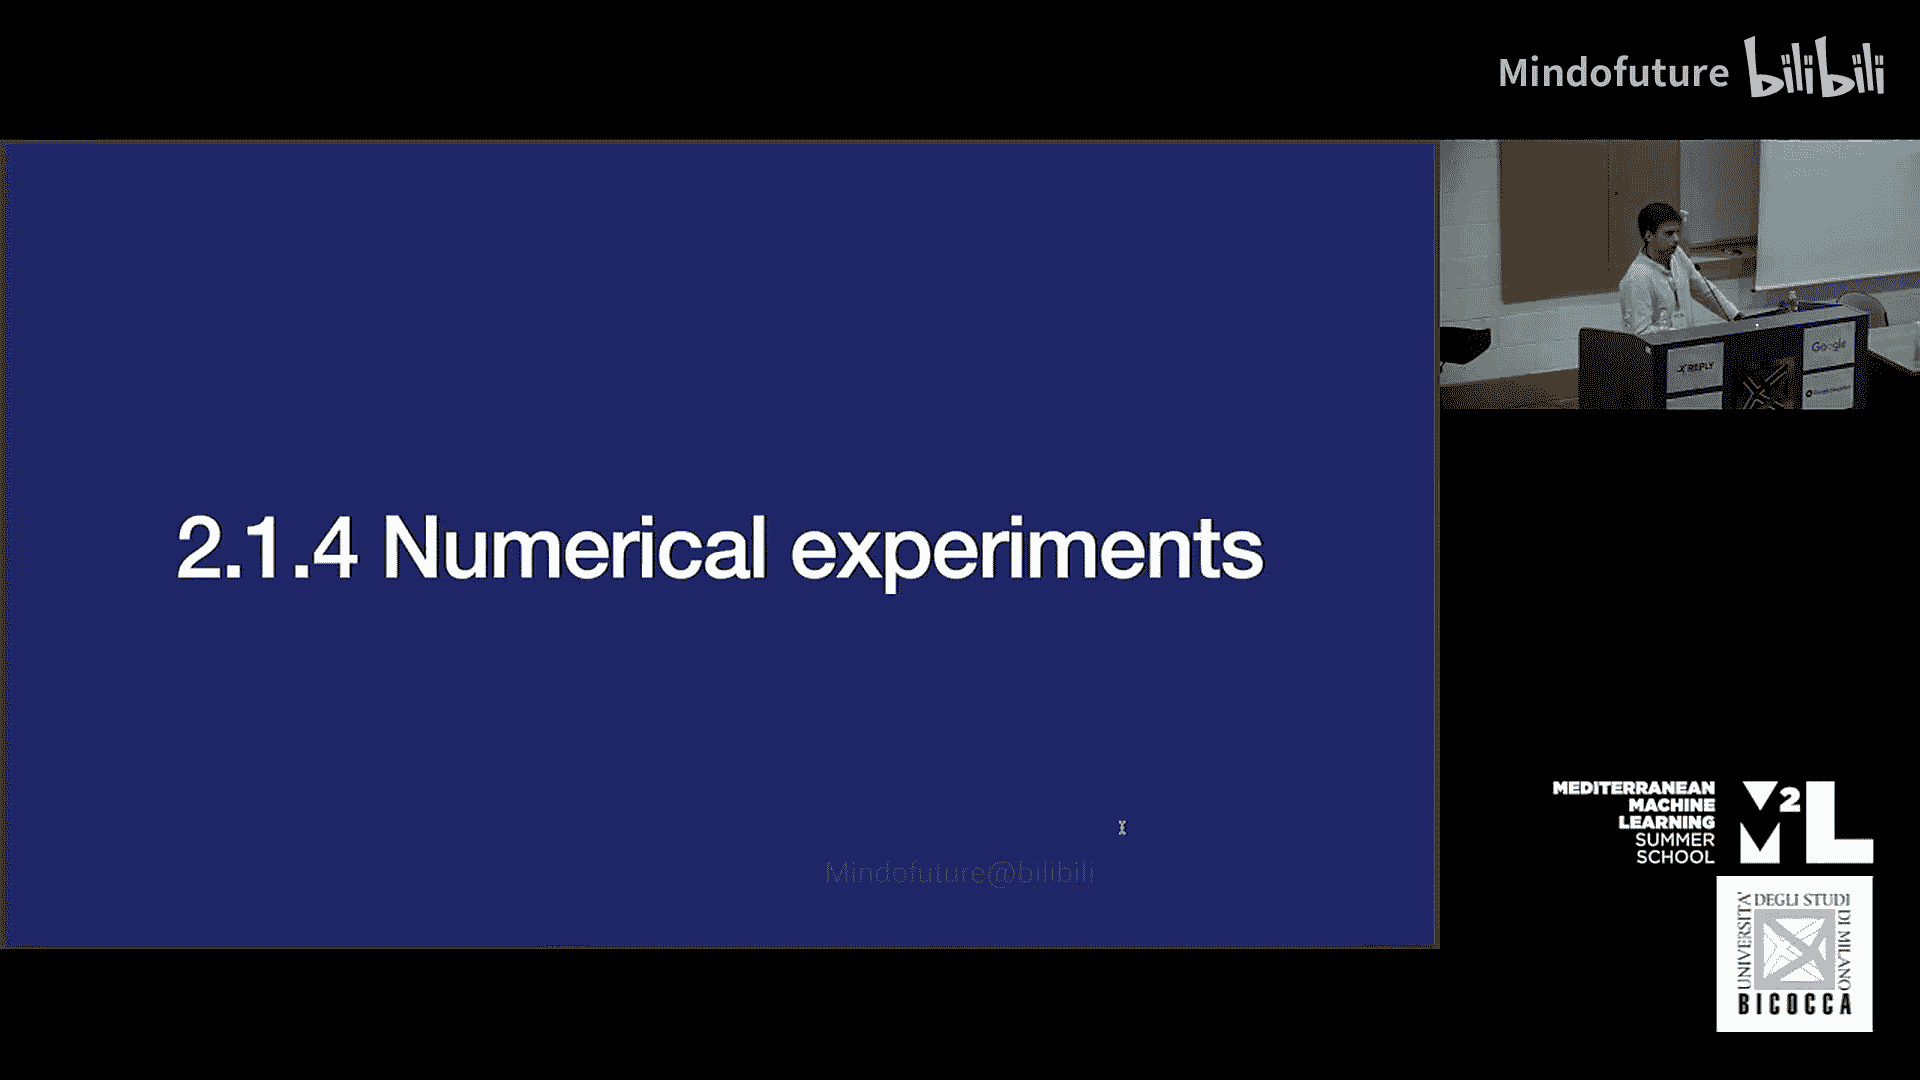 Mindofuture bilibili
2.1.4 Numerical experiments
REPLY
Google
Mindofuture@bilibili
MEDITERRANEAN
MACHINE
LEARNING
SUMMER
SCHOOL
M2L
UNIVERSITA'
DEGLI STUDI
DI MILANO
BICOCCA